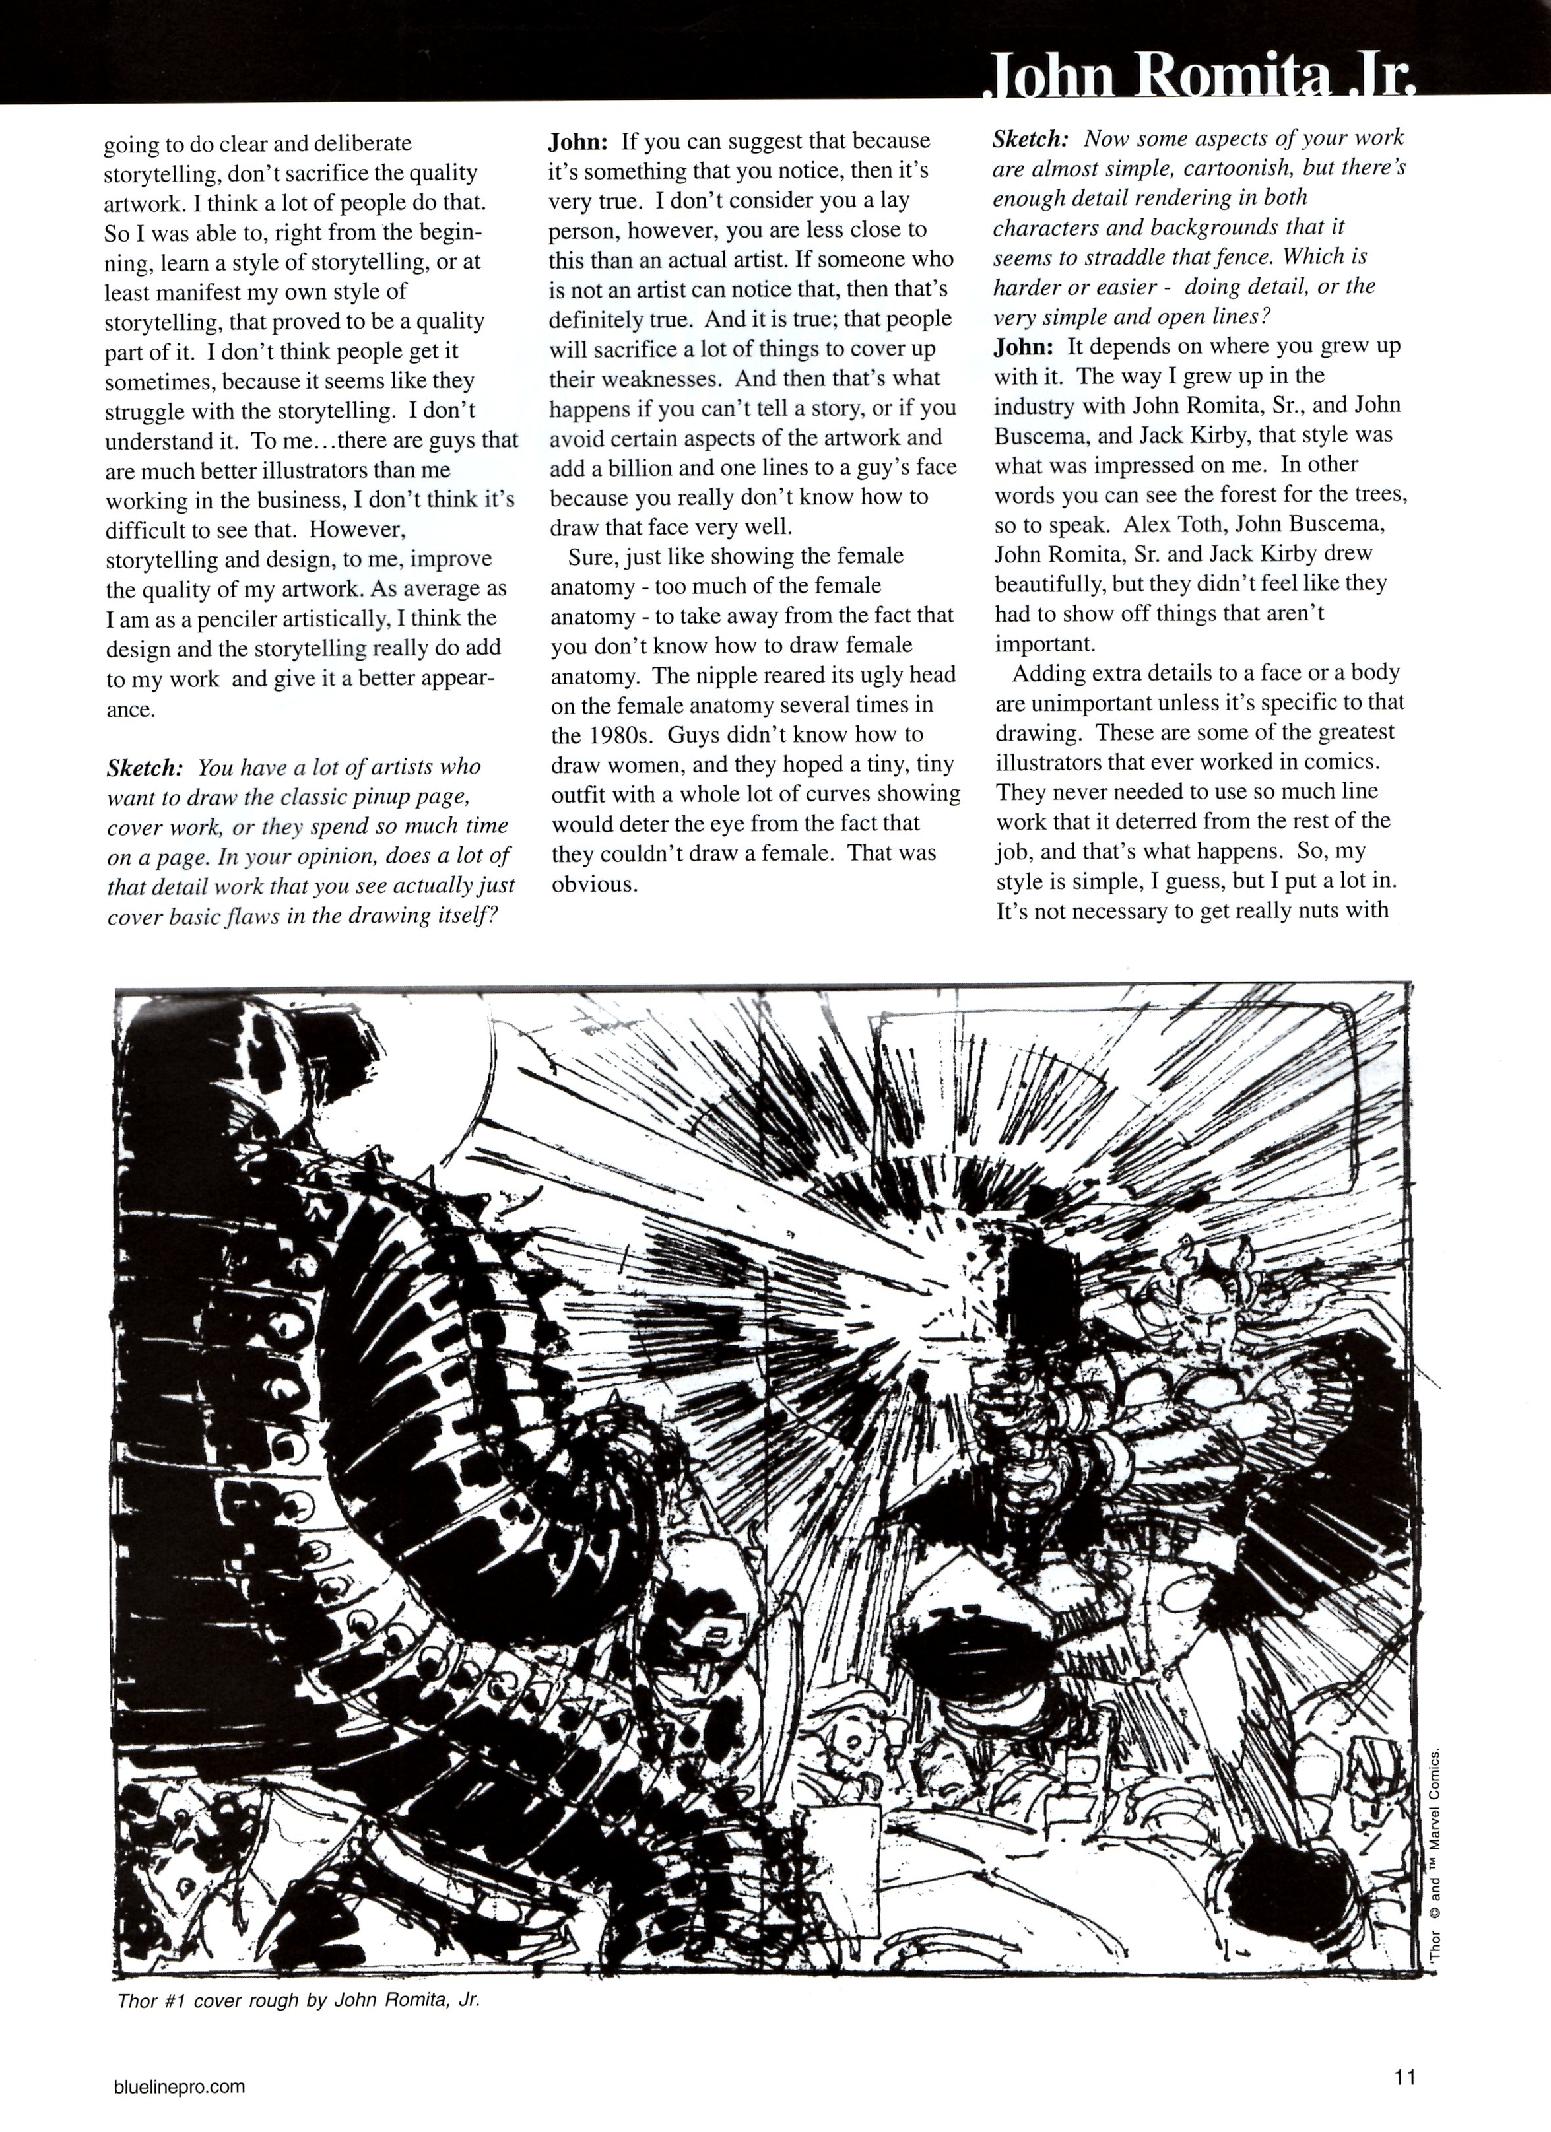 John Romita Jr.
going to do clear and deliberate
storytelling, don't sacrifice the quality
artwork. I think a lot of people do that.
So I was able to, right from the begin-
ning, learn a style of storytelling, or at
least manifest my own style of
storytelling, that proved to be a quality
part of it.  I don't think people get it
sometimes, because it seems like they
struggle with the storytelling.  I don't
understand it.  To me…there are guys that
are much better illustrators than me
working in the business, I don't think it's
difficult to see that.  However,
storytelling and design, to me, improve
the quality of my artwork. As average as
I am as a penciler artistically, I think the
design and the storytelling really do add
to my work  and give it a better appear-
ance.
Sketch:  You have a lot of artists who
want to draw the classic pinup page,
cover work, or they spend so much time
on a page. In your opinion, does a lot of
that detail work that you see actually just
cover basic flaws in the drawing itself?
John:  If you can suggest that because
it's something that you notice, then it's
very true.  I don't consider you a lay
person, however, you are less close to
this than an actual artist. If someone who
is not an artist can notice that, then that's
definitely true.  And it is true; that people
will sacrifice a lot of things to cover up
their weaknesses.  And then that's what
happens if you can't tell a story, or if you
avoid certain aspects of the artwork and
add a billion and one lines to a guy's face
because you really don't know how to
draw that face very well.
Sure, just like showing the female
anatomy - too much of the female
anatomy - to take away from the fact that
you don't know how to draw female
anatomy.  The nipple reared its ugly head
on the female anatomy several times in
the 1980s.  Guys didn't know how to
draw women, and they hoped a tiny, tiny
outfit with a whole lot of curves showing
would deter the eye from the fact that
they couldn't draw a female.  That was
obvious.
Sketch:  Now some aspects of your work
are almost simple, cartoonish, but there's
enough detail rendering in both
characters and backgrounds that it
seems to straddle that fence. Which is
harder or easier -  doing detail, or the
very simple and open lines?
John:  It depends on where you grew up
with it.  The way I grew up in the
industry with John Romita, Sr., and John
Buscema, and Jack Kirby, that style was
what was impressed on me.  In other
words you can see the forest for the trees,
so to speak.  Alex Toth, John Buscema,
John Romita, Sr. and Jack Kirby drew
beautifully, but they didn't feel like they
had to show off things that aren't
important.
Adding extra details to a face or a body
are unimportant unless it's specific to that
drawing.  These are some of the greatest
illustrators that ever worked in comics.
They never needed to use so much line
work that it deterred from the rest of the
job, and that's what happens.  So, my
style is simple, I guess, but I put a lot in.
It's not necessary to get really nuts with
Thor © and ™ Marvel Comics.
Thor #1 cover rough by John Romita, Jr.
bluelinepro.com
11